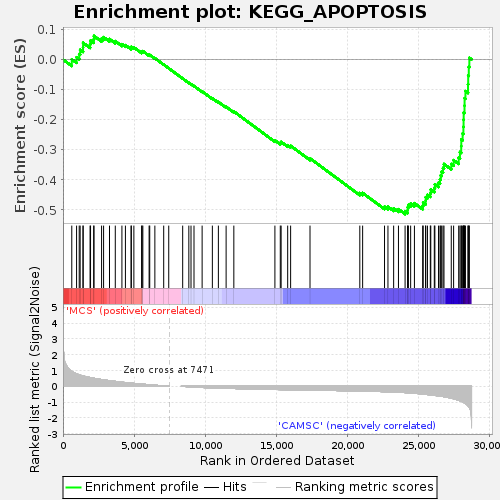 Enrichment plot: KEGG_APOPTOSIS
Enrichment score (ES)
0.1
0.0
-0.1
-0.2
-0.3
-0.4
-0.5
'MCS' (positively correlated)
Ranked list metric (Signal2Noise)
5
4
3
2
1
0
-1
-2
-3
Zero cross at 7471
'CAMSC' (negatively correlated)
0
5,000
10,000
15,000
20,000
25,000
30,000
Rank in Ordered Dataset
Enrichment profile
Hits
Ranking metric scores